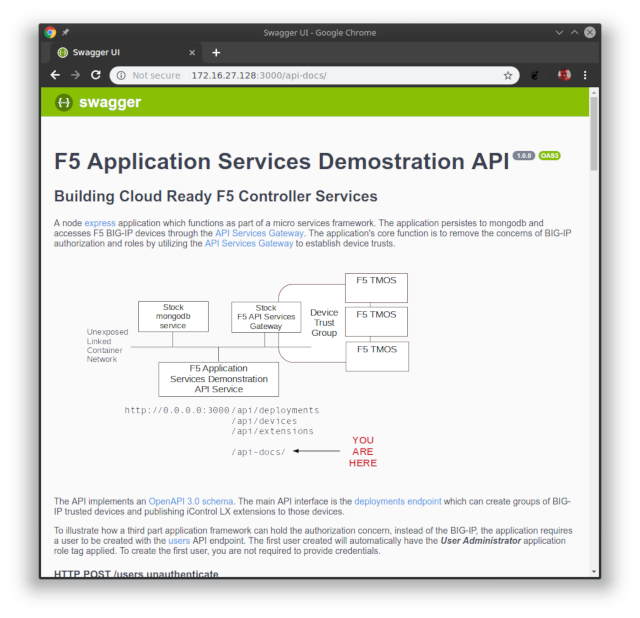 Swagger UI - Google Chrome
Swagger UI × +
Not secure 172.16.27.128:3000/api-docs/
swagger
F5 Application Services Demostration API 1.0.0 OAS3
Building Cloud Ready F5 Controller Services
A node express application which functions as part of a micro services framework. The application persistes to mongodb and
accesses F5 BIG-IP devices through the API Services Gateway. The application's core function is to remove the concerns of BIG-IP
authorization and roles by utilizing the API Services Gateway to establish device trusts.
F5 TMOS
Stock
mongodb
service
Stock
F5 API Services
Gateway
Device
Trust
Group
F5 TMOS
Unexposed
Linked
Container
Network
F5 TMOS
F5 Application
Services Demonstration
API Service
http://0.0.0.0:3000/api/deployments
/api/devices
/api/extensions
/api-docs/
YOU
ARE
HERE
The API implements an OpenAPI 3.0 schema. The main API interface is the deployments endpoint which can create groups of BIG-
IP trusted devices and publishing iControl LX extensions to those devices.
To illustrate how a third part application framework can hold the authorization concern, instead of the BIG-IP, the application requires
a user to be created with the users API endpoint. The first user created will automatically have the User Administrator application
role tag applied. To create the first user, you are not required to provide credentials.
HTTP POST /users unauthenticate